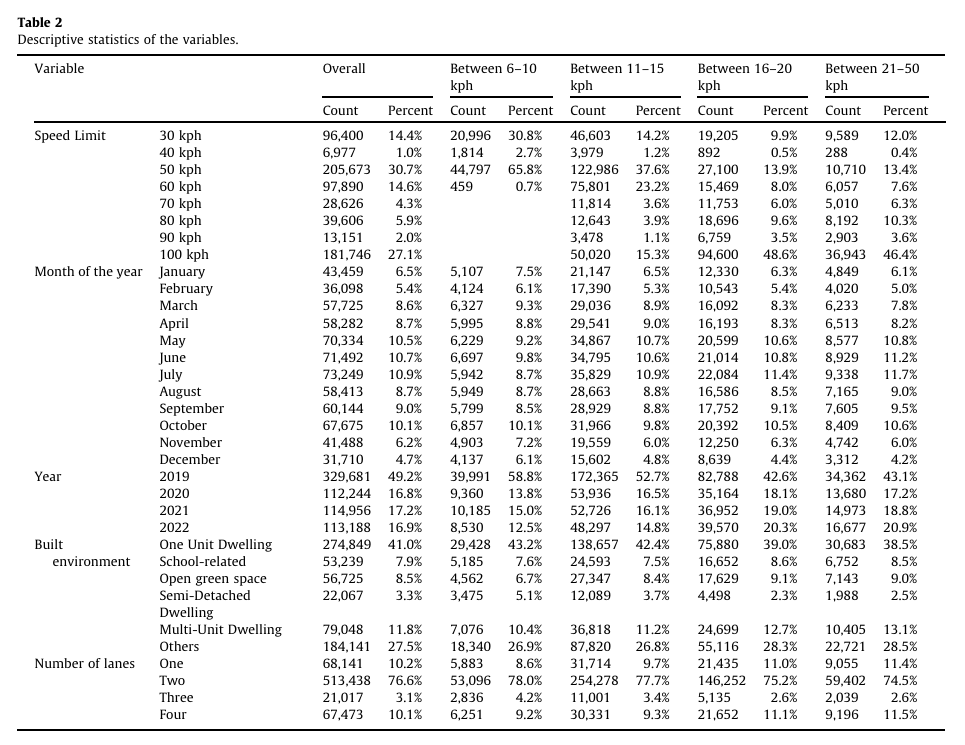 Table 2
Descriptive statistics of the variables.
Variable Overall Between 6–10 kph Between 11–15 kph Between 16–20 kph Between 21–50 kph
Count Percent Count Percent Count Percent Count Percent Count Percent
Speed Limit 30 kph 96,400 14.4% 20,996 30.8% 46,603 14.2% 19,205 9.9% 9,589 12.0%
40 kph 6,977 1.0% 1,814 2.7% 3,979 1.2% 892 0.5% 288 0.4%
50 kph 205,673 30.7% 44,797 65.8% 122,986 37.6% 27,100 13.9% 10,710 13.4%
60 kph 97,890 14.6% 459 0.7% 75,801 23.2% 15,469 8.0% 6,057 7.6%
70 kph 28,626 4.3% 11,814 3.6% 11,753 6.0% 5,010 6.3%
80 kph 39,606 5.9% 12,643 3.9% 18,696 9.6% 8,192 10.3%
90 kph 13,151 2.0% 3,478 1.1% 6,759 3.5% 2,903 3.6%
100 kph 181,746 27.1% 50,020 15.3% 94,600 48.6% 36,943 46.4%
Month of the year January 43,459 6.5% 5,107 7.5% 21,147 6.5% 12,330 6.3% 4,849 6.1%
February 36,098 5.4% 4,124 6.1% 17,390 5.3% 10,543 5.4% 4,020 5.0%
March 57,725 8.6% 6,327 9.3% 29,036 8.9% 16,092 8.3% 6,233 7.8%
April 58,282 8.7% 5,995 8.8% 29,541 9.0% 16,193 8.3% 6,513 8.2%
May 70,334 10.5% 6,229 9.2% 34,867 10.7% 20,599 10.6% 8,577 10.8%
June 71,492 10.7% 6,697 9.8% 34,795 10.6% 21,014 10.8% 8,929 11.2%
July 73,249 10.9% 5,942 8.7% 35,829 10.9% 22,084 11.4% 9,338 11.7%
August 58,413 8.7% 5,949 8.7% 28,663 8.8% 16,586 8.5% 7,165 9.0%
September 60,144 9.0% 5,799 8.5% 28,929 8.8% 17,752 9.1% 7,605 9.5%
October 67,675 10.1% 6,857 10.1% 31,966 9.8% 20,392 10.5% 8,409 10.6%
November 41,488 6.2% 4,903 7.2% 19,559 6.0% 12,250 6.3% 4,742 6.0%
December 31,710 4.7% 4,137 6.1% 15,602 4.8% 8,639 4.4% 3,312 4.2%
Year 2019 329,681 49.2% 39,991 58.8% 172,365 52.7% 82,788 42.6% 34,362 43.1%
2020 112,244 16.8% 9,360 13.8% 53,936 16.5% 35,164 18.1% 13,680 17.2%
2021 114,956 17.2% 10,185 15.0% 52,726 16.1% 36,952 19.0% 14,973 18.8%
2022 113,188 16.9% 8,530 12.5% 48,297 14.8% 39,570 20.3% 16,677 20.9%
Built One Unit Dwelling 274,849 41.0% 29,428 43.2% 138,657 42.4% 75,880 39.0% 30,683 38.5%
environment School-related 53,239 7.9% 5,185 7.6% 24,593 7.5% 16,652 8.6% 6,752 8.5%
Open green space 56,725 8.5% 4,562 6.7% 27,347 8.4% 17,629 9.1% 7,143 9.0%
Semi-Detached 22,067 3.3% 3,475 5.1% 12,089 3.7% 4,498 2.3% 1,988 2.5%
Dwelling
Multi-Unit Dwelling 79,048 11.8% 7,076 10.4% 36,818 11.2% 24,699 12.7% 10,405 13.1%
Others 184,141 27.5% 18,340 26.9% 87,820 26.8% 55,116 28.3% 22,721 28.5%
Number of lanes One 68,141 10.2% 5,883 8.6% 31,714 9.7% 21,435 11.0% 9,055 11.4%
Two 513,438 76.6% 53,096 78.0% 254,278 77.7% 146,252 75.2% 59,402 74.5%
Three 21,017 3.1% 2,836 4.2% 11,001 3.4% 5,135 2.6% 2,039 2.6%
Four 67,473 10.1% 6,251 9.2% 30,331 9.3% 21,652 11.1% 9,196 11.5%